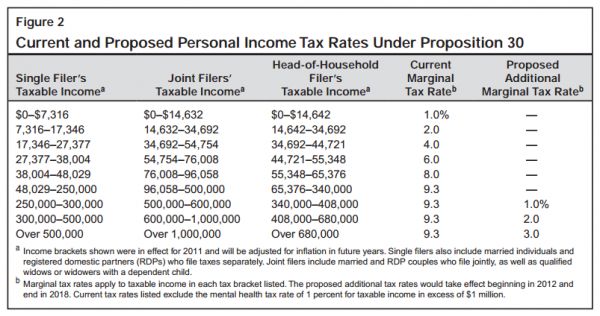 Figure 2
Current and Proposed Personal Income Tax Rates Under Proposition 30
Single Filer's Taxable Incomeª Joint Filers' Taxable Incomeª Head-of-Household Filer's Taxable Incomeª Current Marginal Tax Rateᵇ Proposed Additional Marginal Tax Rateᵇ
$0–$7,316 $0–$14,632 $0–$14,642 1.0% —
7,316–17,346 14,632–34,692 14,642–34,692 2.0 —
17,346–27,377 34,692–54,754 34,692–44,721 4.0 —
27,377–38,004 54,754–76,008 44,721–55,348 6.0 —
38,004–48,029 76,008–96,058 55,348–65,376 8.0 —
48,029–250,000 96,058–500,000 65,376–340,000 9.3 —
250,000–300,000 500,000–600,000 340,000–408,000 9.3 1.0%
300,000–500,000 600,000–1,000,000 408,000–680,000 9.3 2.0
Over 500,000 Over 1,000,000 Over 680,000 9.3 3.0
ª Income brackets shown were in effect for 2011 and will be adjusted for inflation in future years. Single filers also include married individuals and
registered domestic partners (RDPs) who file taxes separately. Joint filers include married and RDP couples who file jointly, as well as qualified
widows or widowers with a dependent child.
ᵇ Marginal tax rates apply to taxable income in each tax bracket listed. The proposed additional tax rates would take effect beginning in 2012 and
end in 2018. Current tax rates listed exclude the mental health tax rate of 1 percent for taxable income in excess of $1 million.